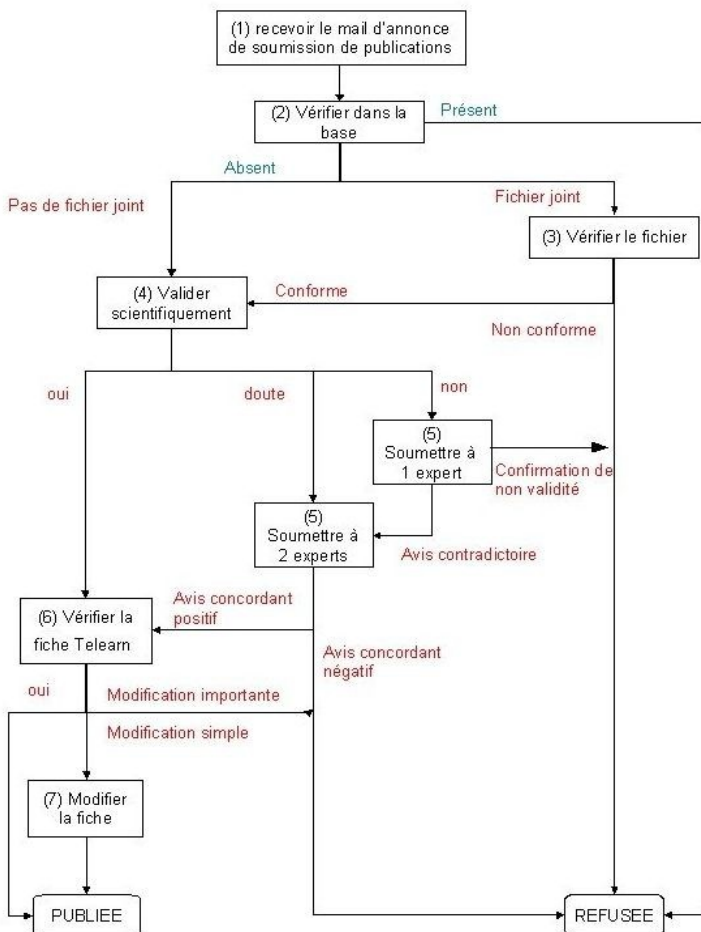 (1) recevoir le mail d'annonce
de soumission de publications
(2) Vérifier dans la
base
Présent
Absent
Pas de fichier joint
Fichier joint
(3) Vérifier le fichier
(4) Valider
scientifiquement
Conforme
Non conforme
oui
doute
non
(5)
Soumettre à
1 expert
Confirmation de
non validité
(5)
Soumettre à
2 experts
Avis contradictoire
(6) Vérifier la
fiche Telearn
Avis concordant
positif
Avis concordant
négatif
oui
Modification importante
Modification simple
(7) Modifier
la fiche
PUBLIEE
REFUSEE